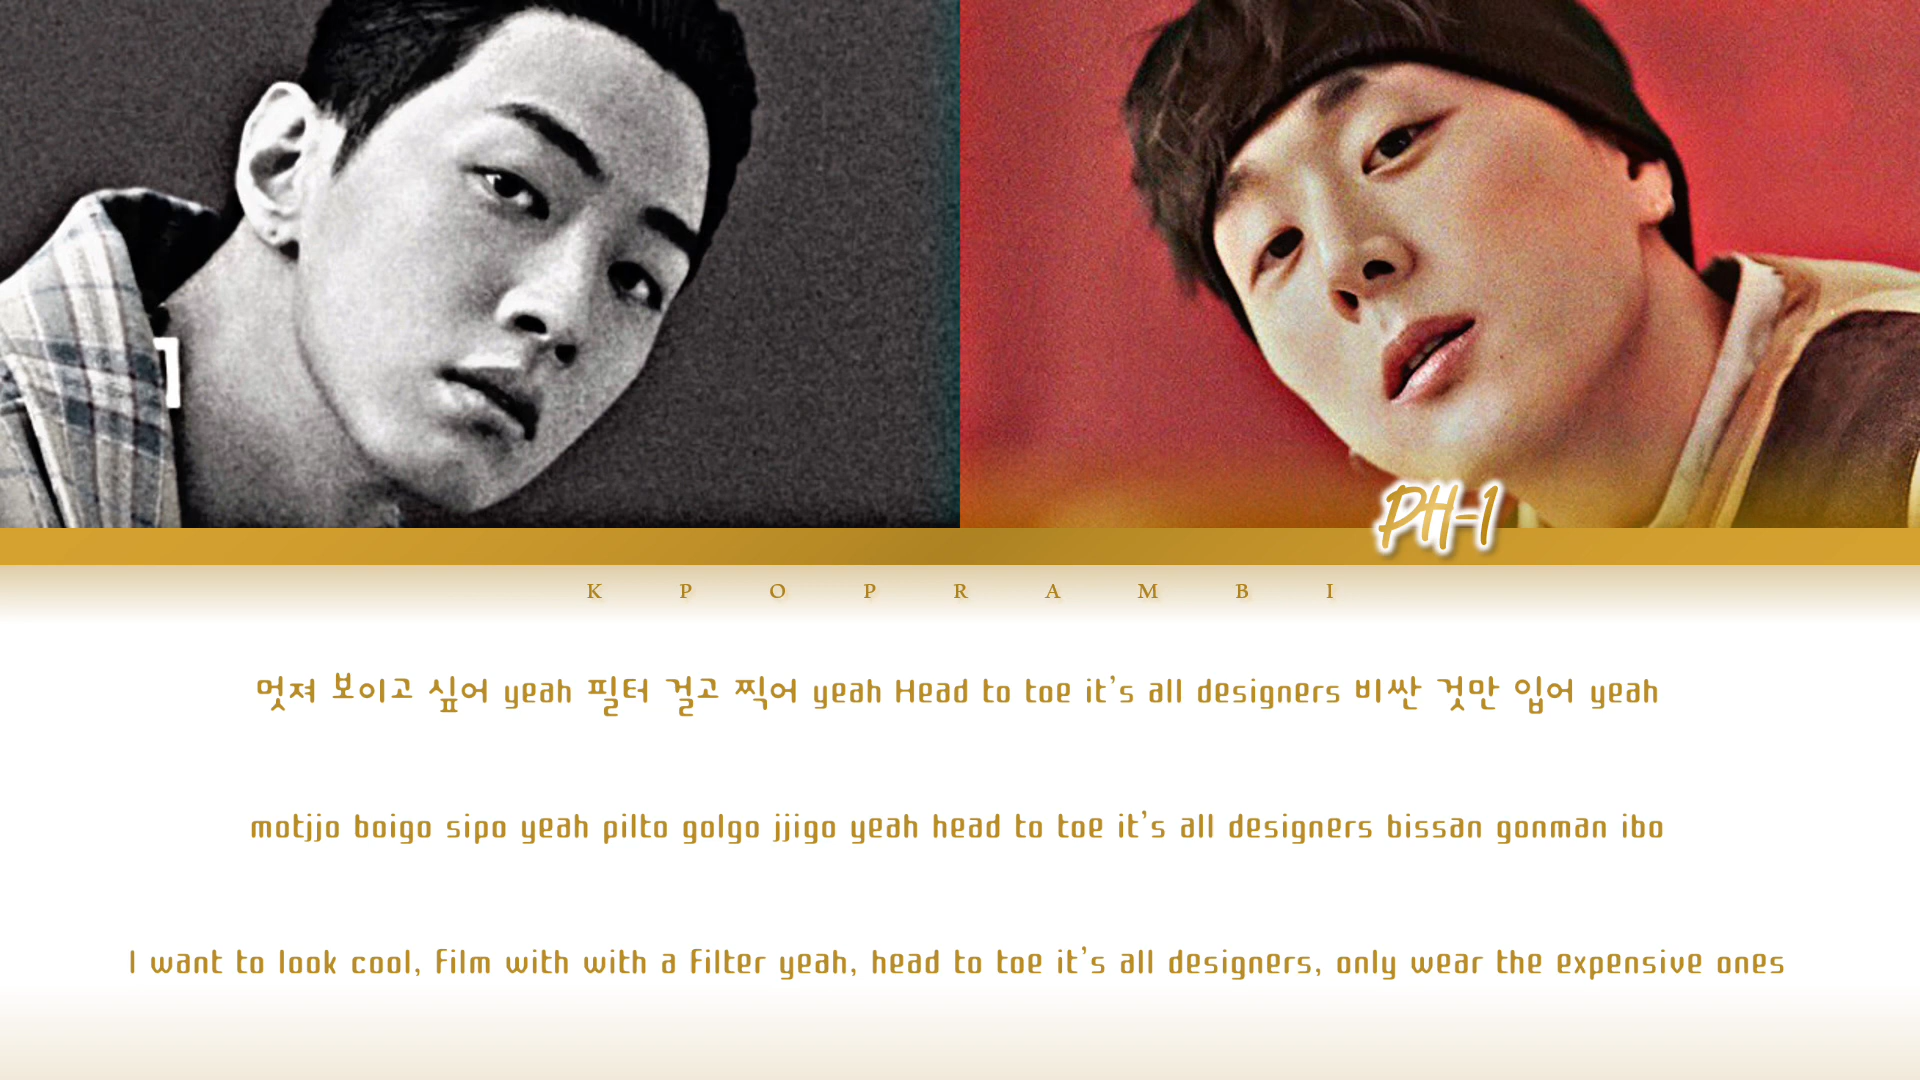 PH-1
KPOPRAMBI
멋져 보이고 싶어 yeah 필터 걸고 찍어 yeah Head to toe it's all designers 비싼 것만 입어 yeah
motjjo boigo sipo yeah pilto golgo jjigo yeah head to toe it's all designers bissan gonman ibo
I want to look cool, film with with a filter yeah, head to toe it's all designers, only wear the expensive ones